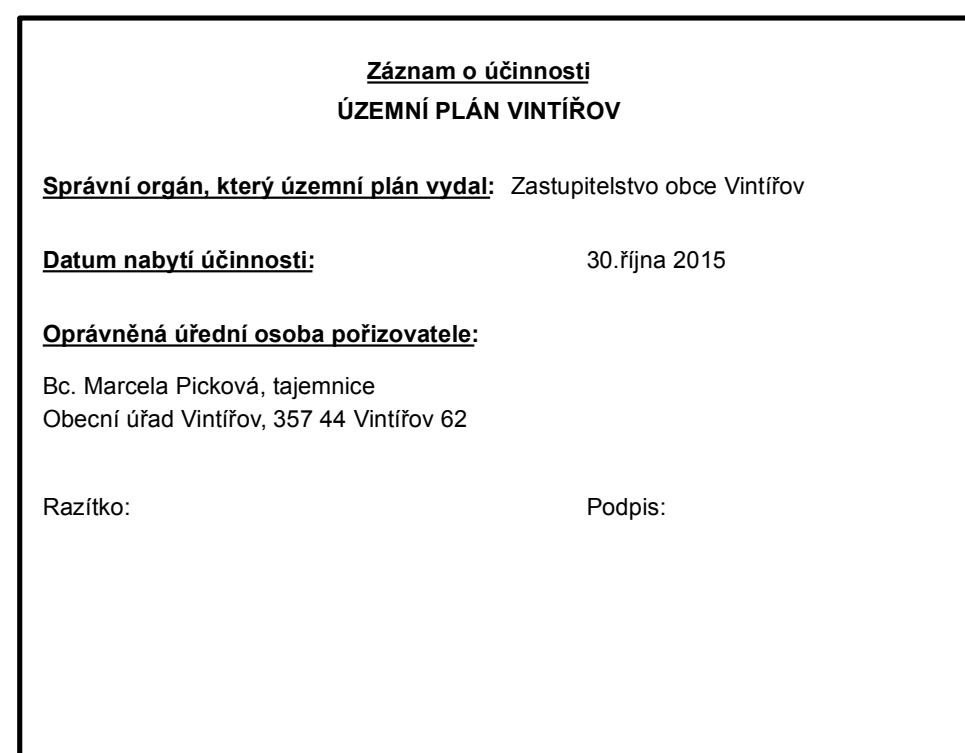 Záznam o účinnosti
ÚZEMNÍ PLÁN VINTÍŘOV
Správní orgán, který územní plán vydal: Zastupitelstvo obce Vintířov
Datum nabytí účinnosti: 30.října 2015
Oprávněná úřední osoba pořizovatele:
Bc. Marcela Picková, tajemnice
Obecní úřad Vintířov, 357 44 Vintířov 62
Razítko: Podpis: